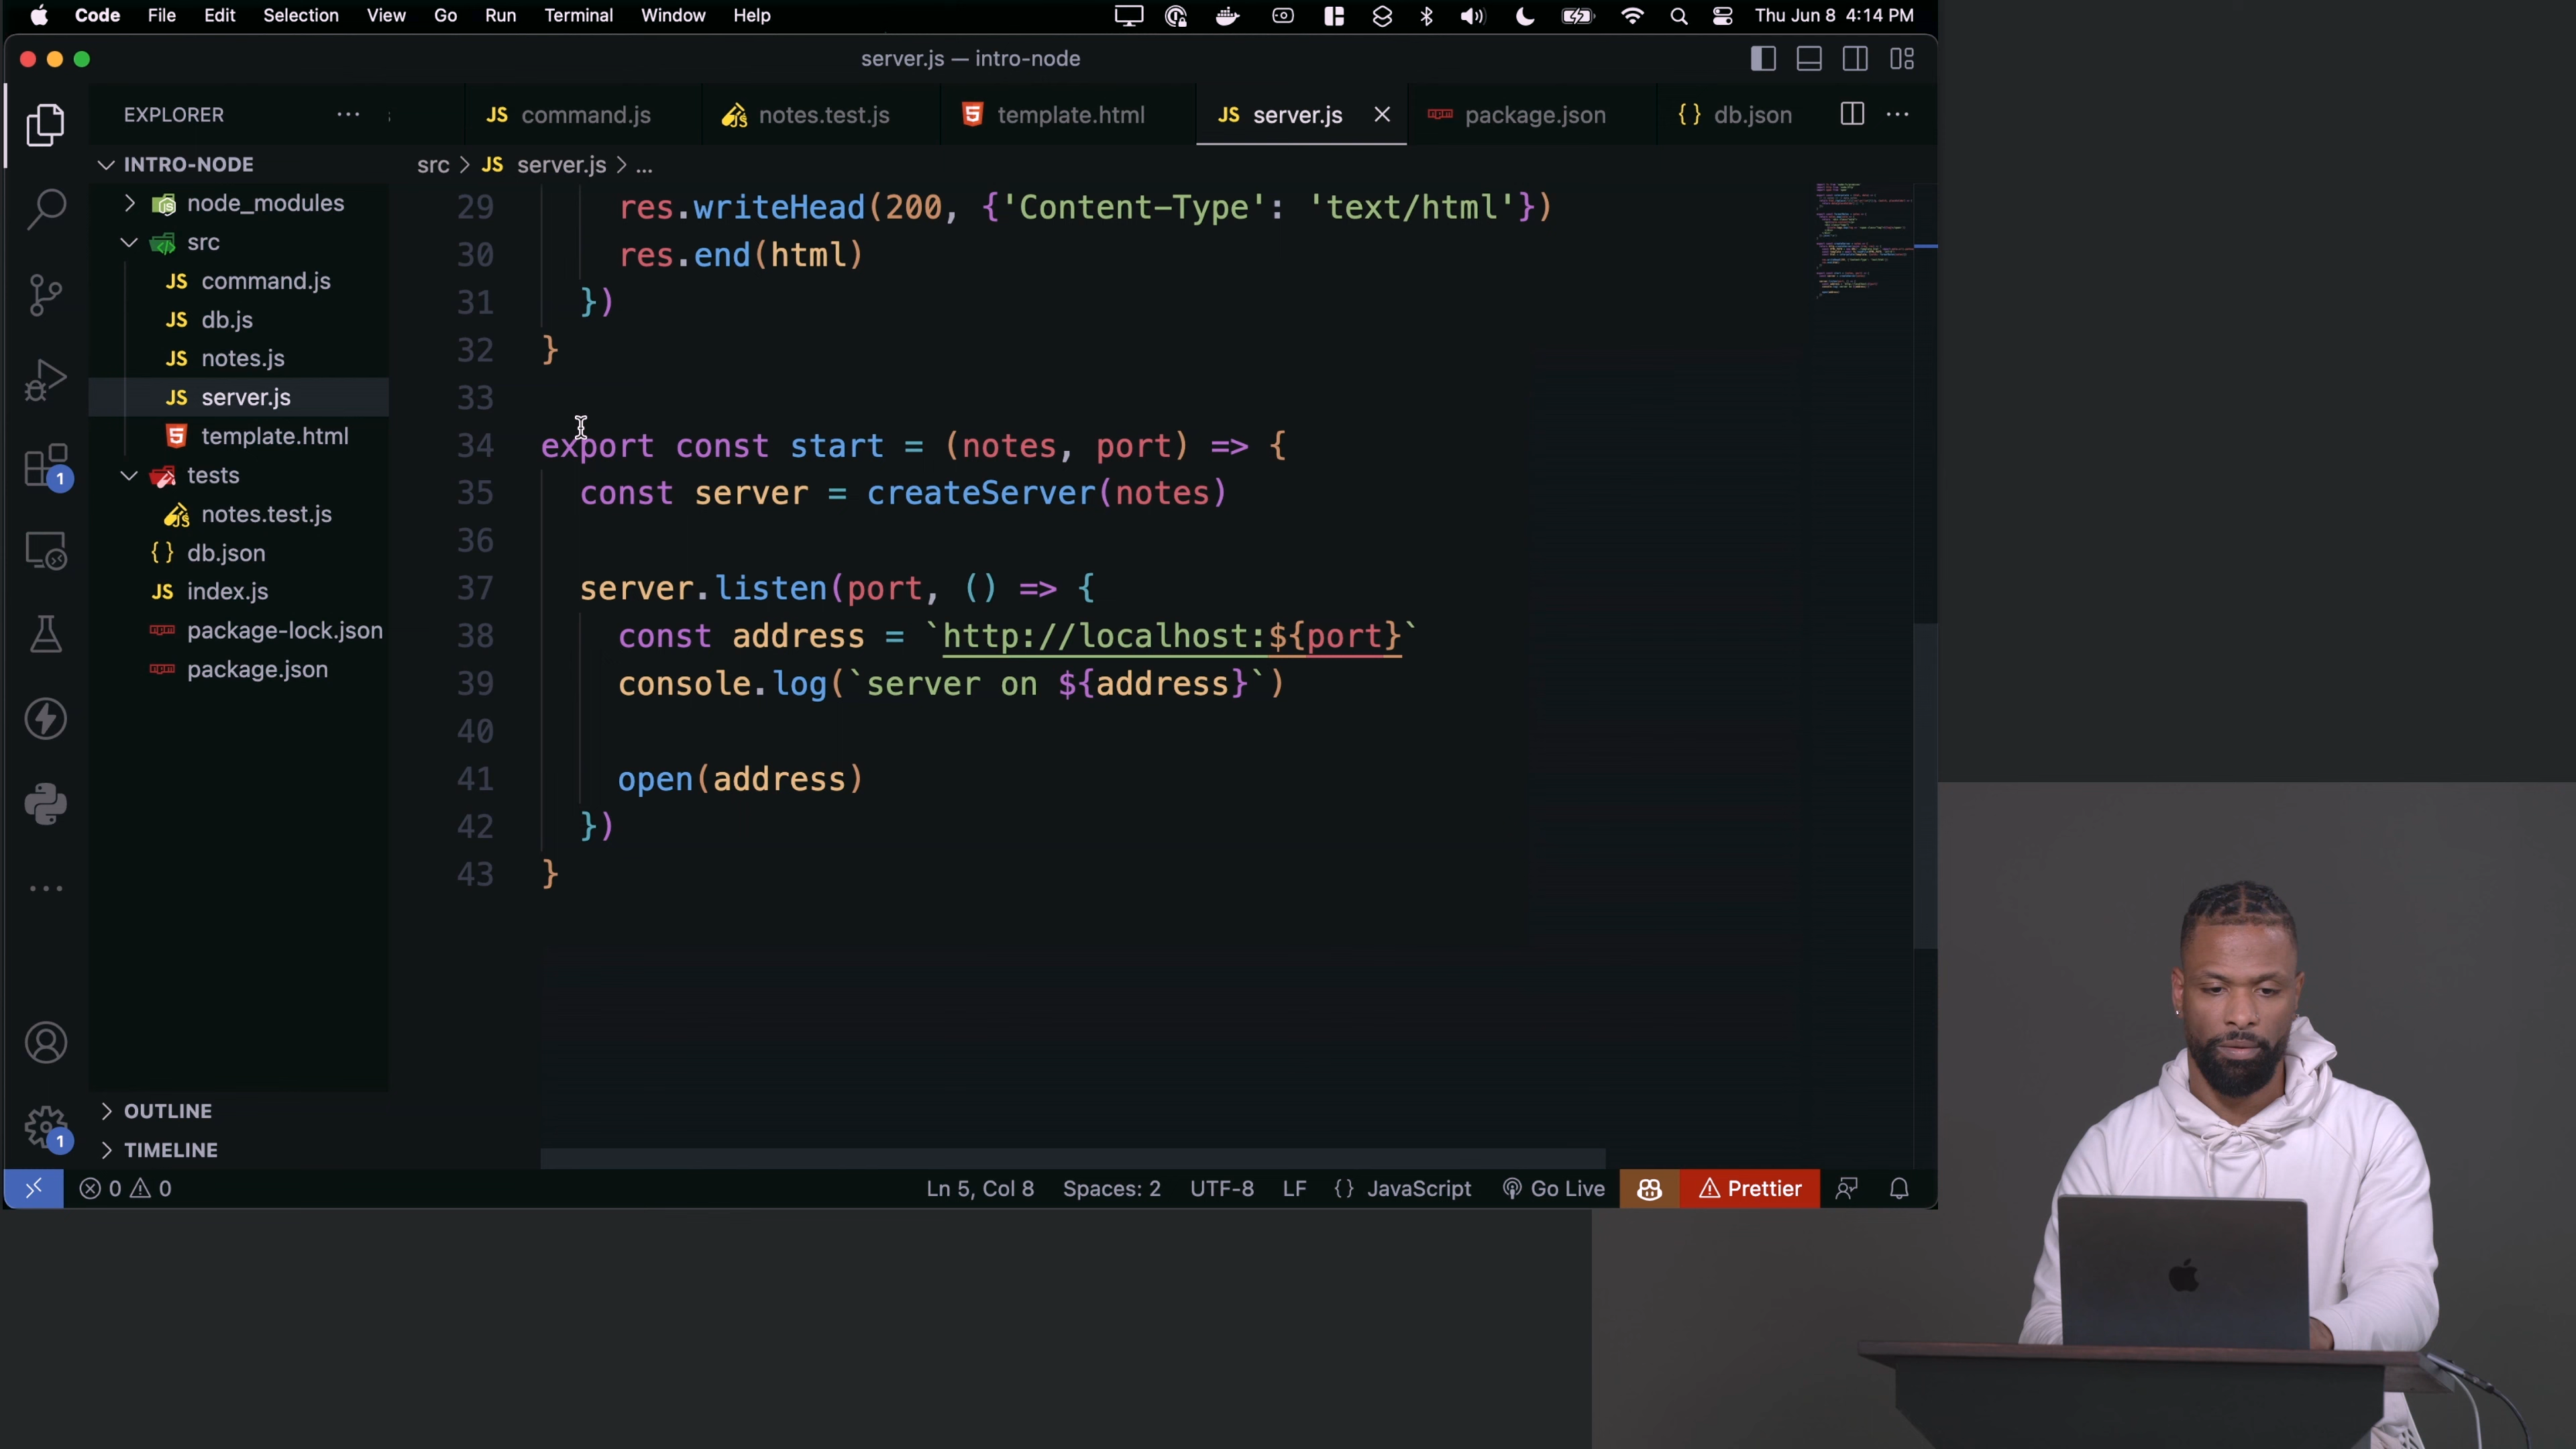 Code File Edit Selection View Go Run Terminal Window Help Thu Jun 8 4:14 PM
server.js — intro-node
EXPLORER
JS command.js notes.test.js template.html JS server.js package.json {} db.json
INTRO-NODE
src > JS server.js > ...
node_modules
src
JS command.js
JS db.js
JS notes.js
JS server.js
template.html
tests
notes.test.js
{} db.json
JS index.js
package-lock.json
package.json
OUTLINE
TIMELINE
29 res.writeHead(200, {'Content-Type': 'text/html'})
30 res.end(html)
31 })
32 }
33
34 export const start = (notes, port) => {
35 const server = createServer(notes)
36
37 server.listen(port, () => {
38 const address = `http://localhost:${port}`
39 console.log(`server on ${address}`)
40
41 open(address)
42 })
43 }
1
1
0 0 Ln 5, Col 8 Spaces: 2 UTF-8 LF {} JavaScript Go Live Prettier